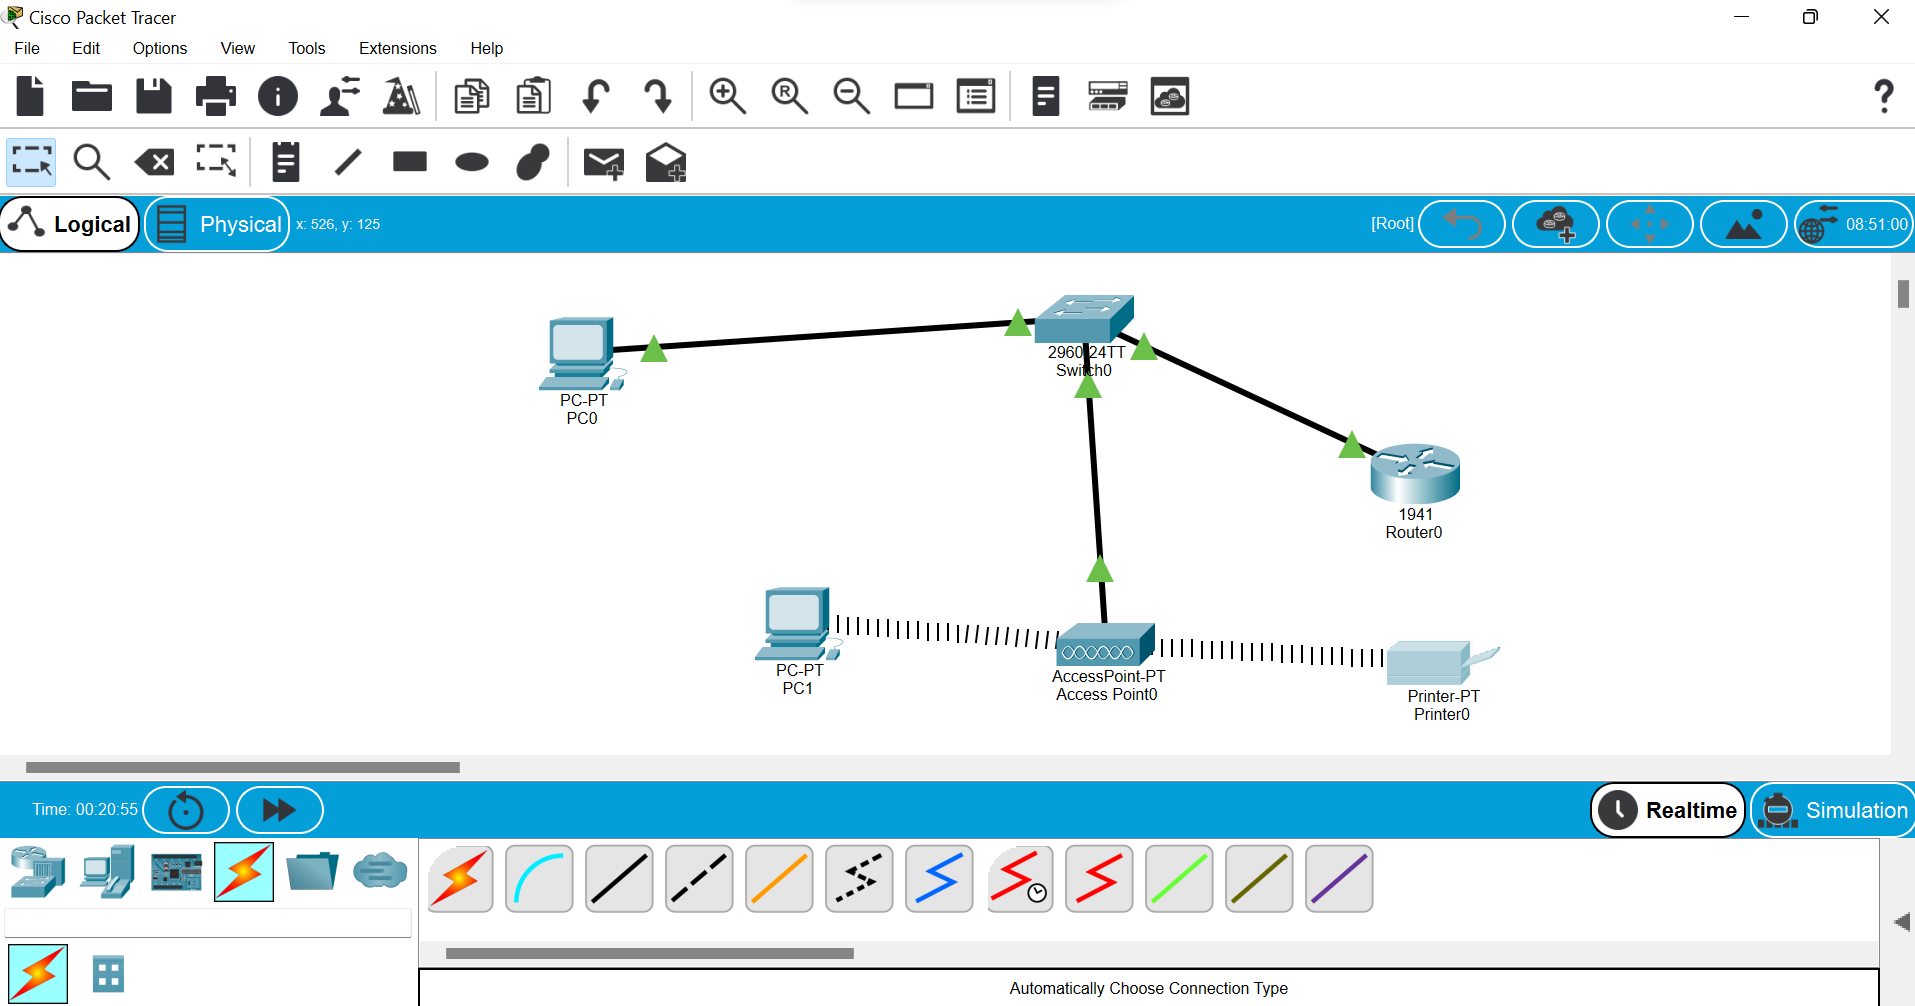 Cisco Packet Tracer
File Edit Options View Tools Extensions Help
Logical Physical x: 526, y: 125 [Root] 08:51:00
2960-24TT
Switch0
PC-PT
PC0
1941
Router0
PC-PT
PC1
AccessPoint-PT
Access Point0
Printer-PT
Printer0
Time: 00:20:55 Realtime Simulation
Automatically Choose Connection Type